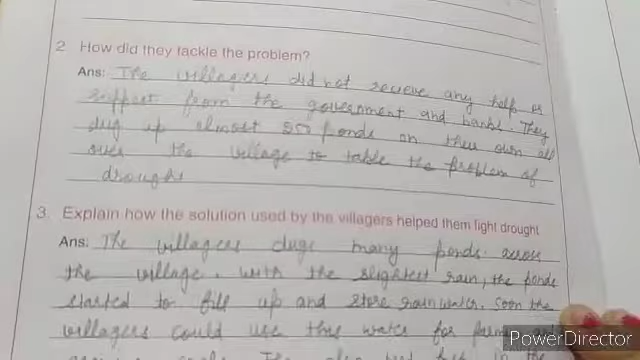 2. How did they tackle the problem?
Ans: The villagers did not recieve any help or
support from the government and banks. They
dug up almost 350 ponds on their own all
over the village to tackle the problem of
drought
3. Explain how the solution used by the villagers helped them fight drought
Ans: The villagers dugs many ponds across
the village. With the slightest rain, the ponds
started to fill up and store rainwater. Soon the
villagers could use this water for
PowerDirector